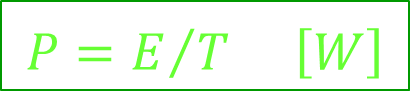 P = E/T [W]